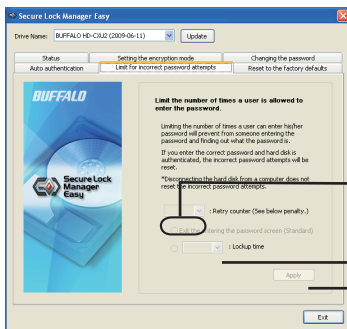 Secure Lock Manager Easy
Drive Name: BUFFALO HD-CXU2 (2009-06-11) Update
Status Setting the encryption mode Changing the password
Auto authentication Limit for incorrect password attempts Reset to the factory defaults
BUFFALO
Secure Lock
Manager
Easy
Limit the number of times a user is allowed to
enter the password.
Limiting the number of times a user can enter his/her
password will prevent from someone entering the
password and finding out what the password is.
If you enter the correct password and hard disk is
authenticated, the incorrect password attempts will be
reset.
*Disconnecting the hard disk from a computer does not
reset the incorrect password attempts.
: Retry counter (See below penalty.)
Exit the entering the password screen (Standard)
: Lockup time
Apply
Exit